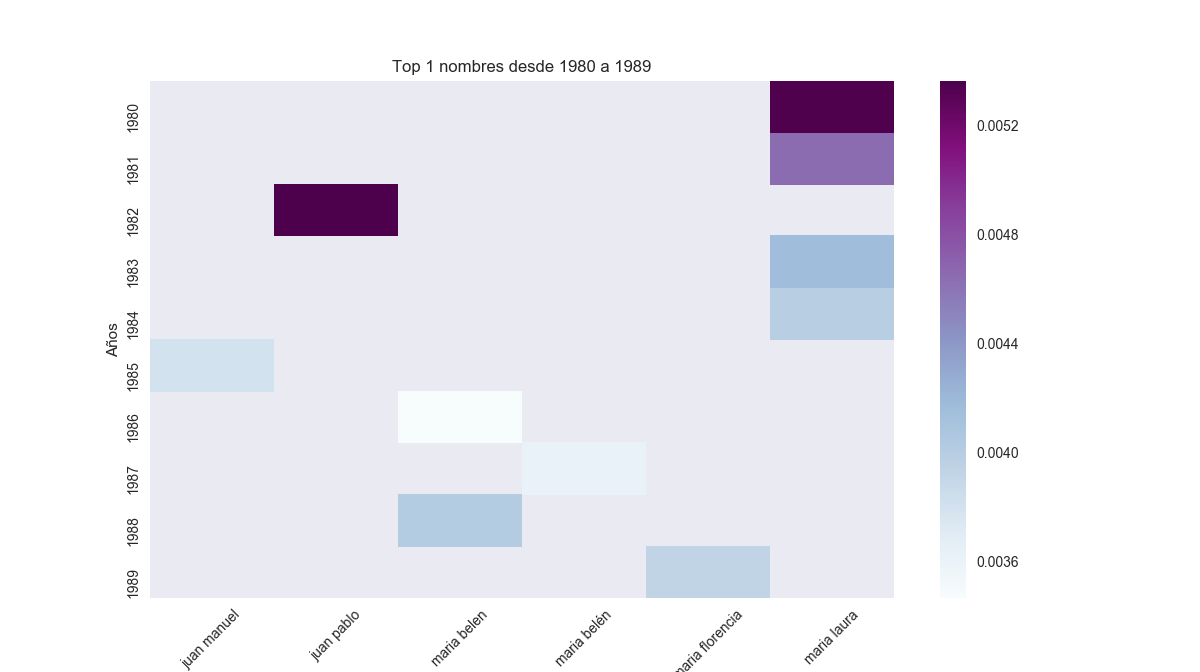 Top 1 nombres desde 1980 a 1989
Años
1980
1981
1982
1983
1984
1985
1986
1987
1988
1989
juan manuel
juan pablo
maria belen
maria belén
aria florencia
maria laura
0.0052
0.0048
0.0044
0.0040
0.0036